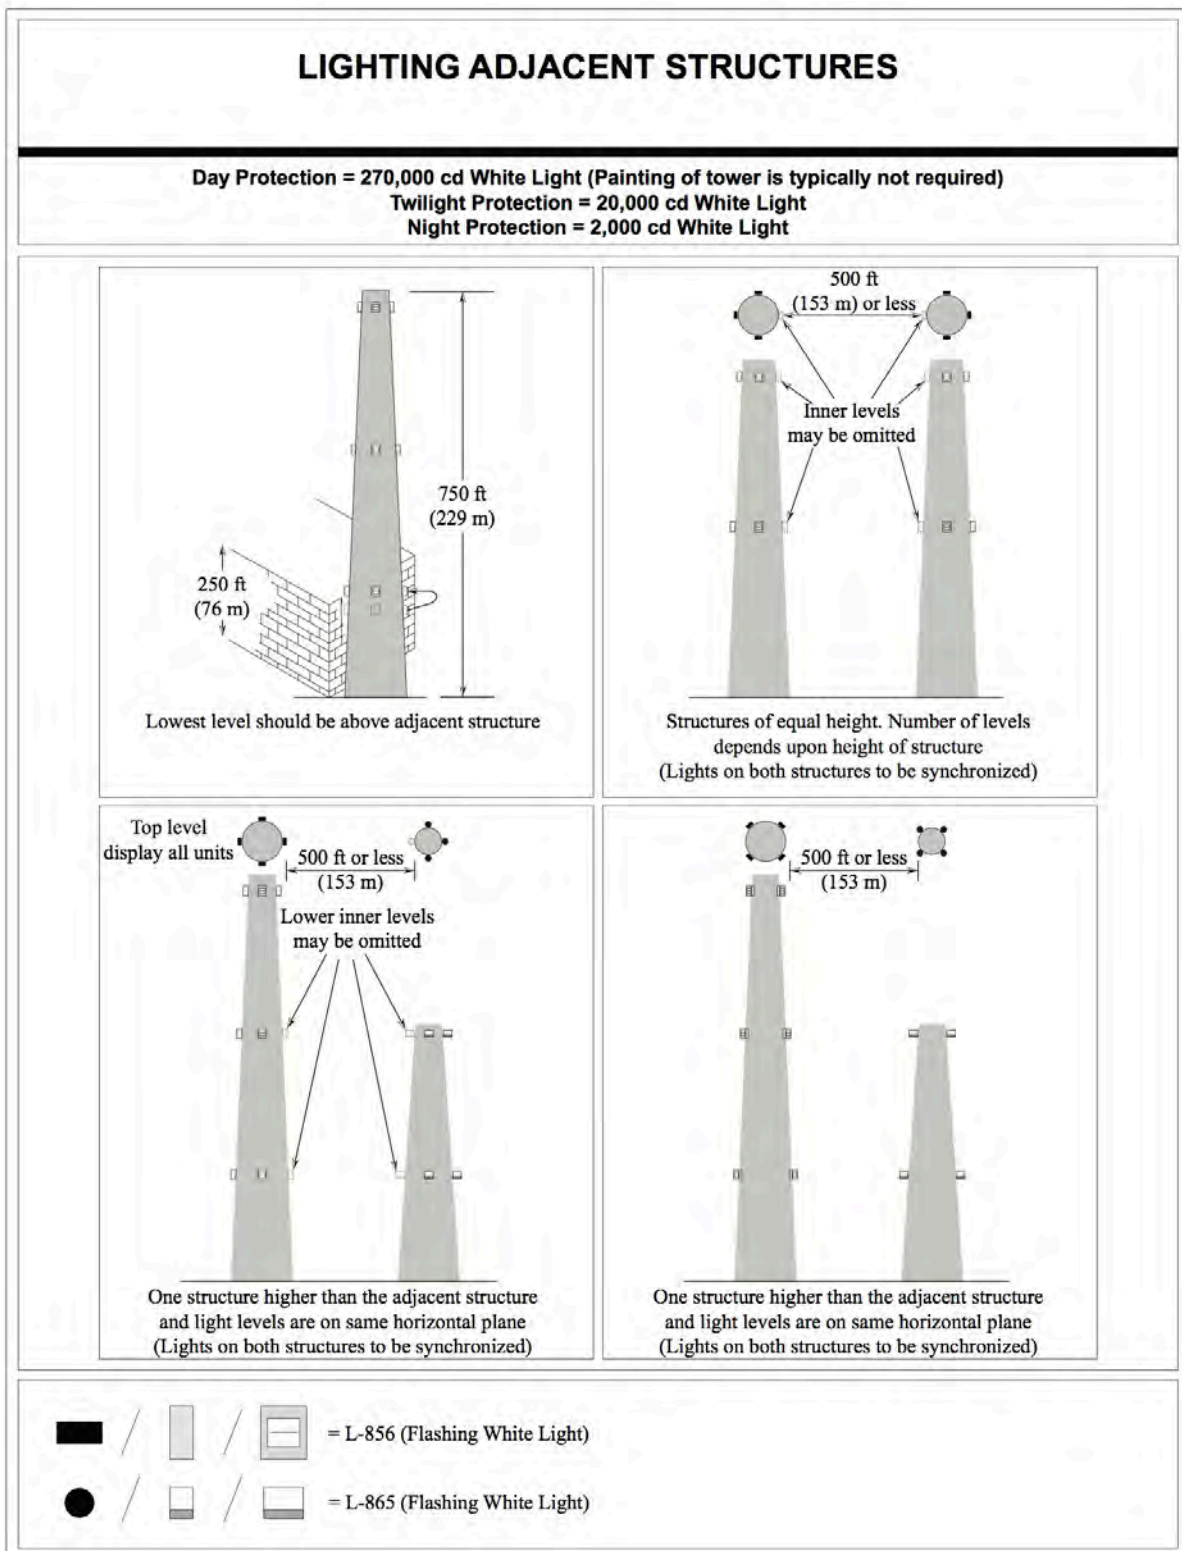 LIGHTING ADJACENT STRUCTURES
Day Protection = 270,000 cd White Light (Painting of tower is typically not required)
Twilight Protection = 20,000 cd White Light
Night Protection = 2,000 cd White Light
750 ft
(229 m)
250 ft
(76 m)
Lowest level should be above adjacent structure
500 ft
(153 m) or less
Inner levels
may be omitted
Structures of equal height. Number of levels
depends upon height of structure
(Lights on both structures to be synchronized)
Top level
display all units
500 ft or less
(153 m)
Lower inner levels
may be omitted
One structure higher than the adjacent structure
and light levels are on same horizontal plane
(Lights on both structures to be synchronized)
500 ft or less
(153 m)
One structure higher than the adjacent structure
and light levels are on same horizontal plane
(Lights on both structures to be synchronized)
= L-856 (Flashing White Light)
= L-865 (Flashing White Light)